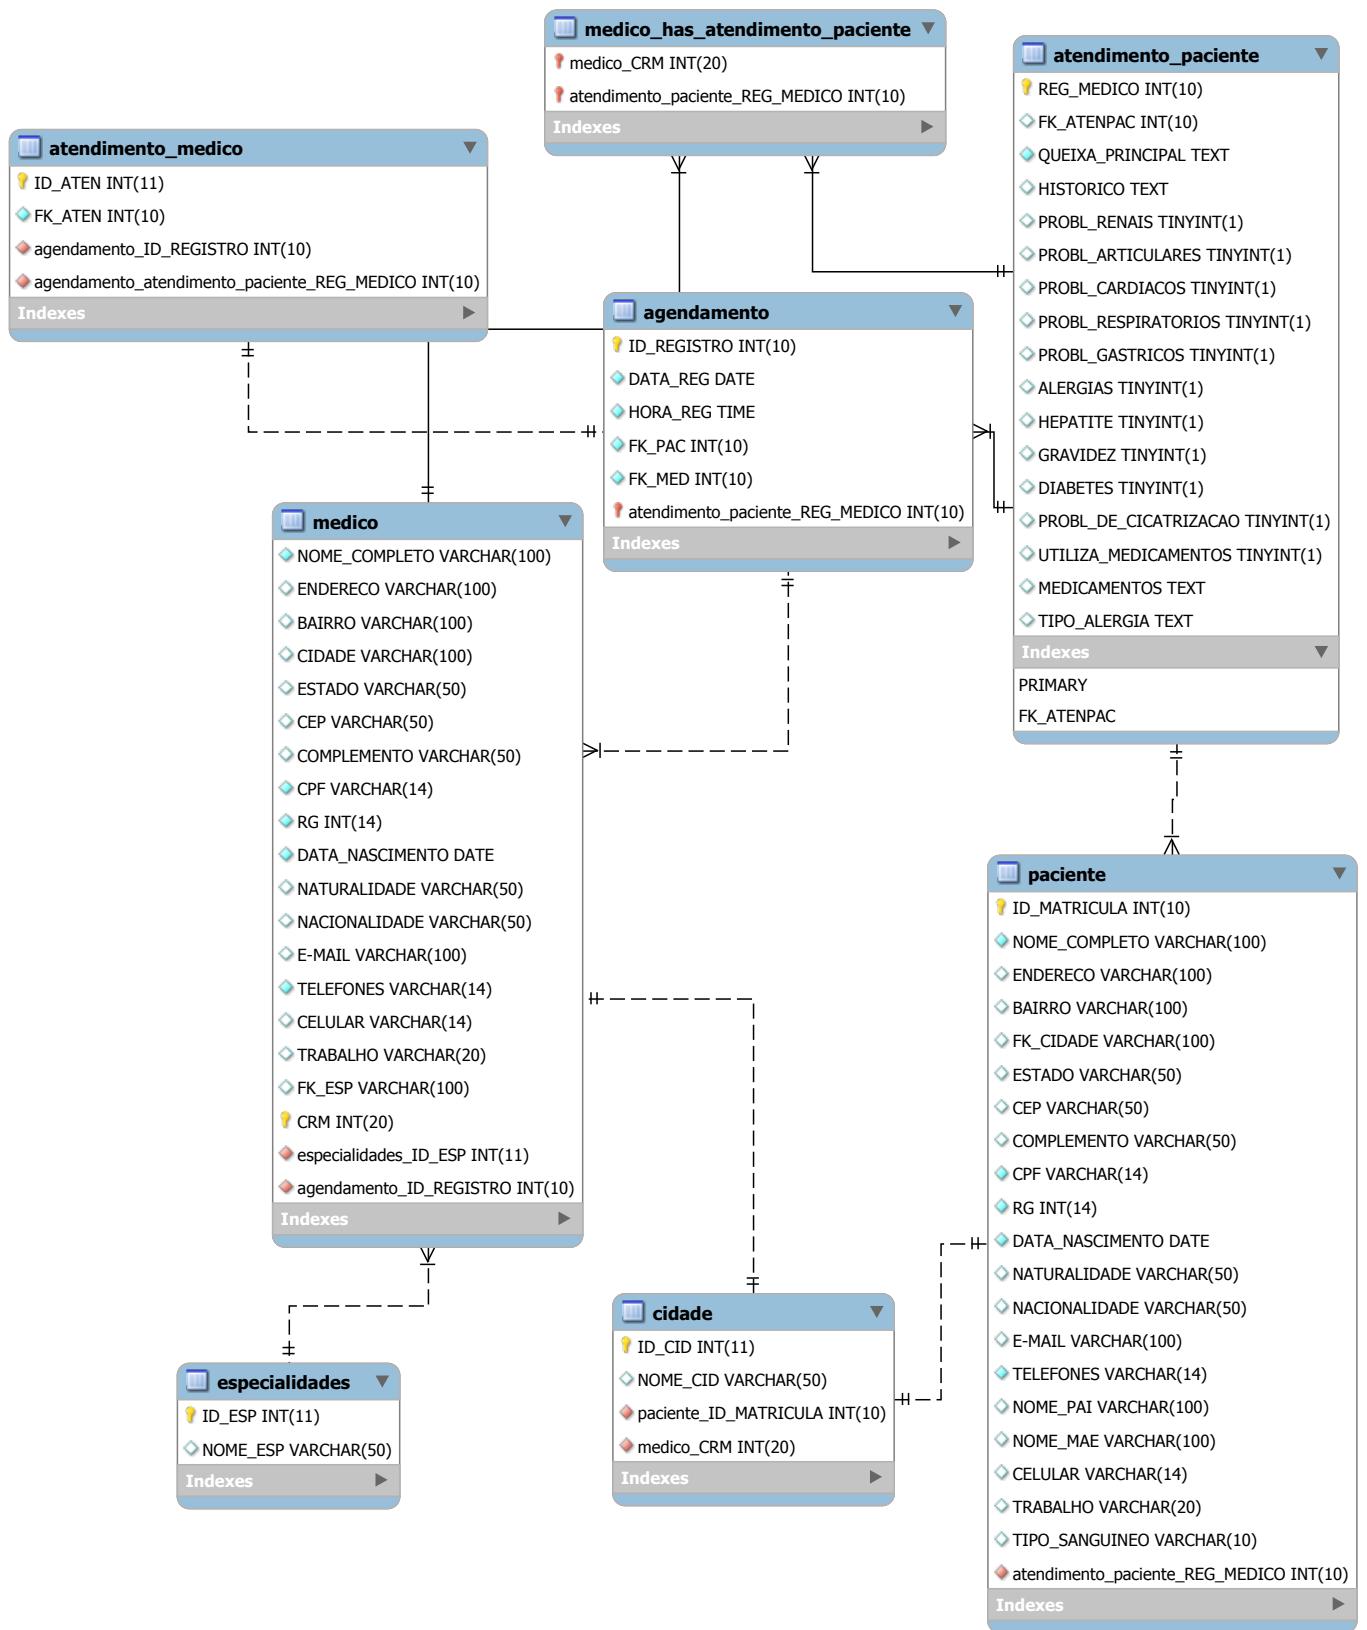 medico_has_atendimento_paciente
medico_CRM INT(20)
atendimento_paciente_REG_MEDICO INT(10)
Indexes
atendimento_paciente
REG_MEDICO INT(10)
FK_ATENPAC INT(10)
QUEIXA_PRINCIPAL TEXT
HISTORICO TEXT
PROBL_RENAIS TINYINT(1)
PROBL_ARTICULARES TINYINT(1)
PROBL_CARDIACOS TINYINT(1)
PROBL_RESPIRATORIOS TINYINT(1)
PROBL_GASTRICOS TINYINT(1)
ALERGIAS TINYINT(1)
HEPATITE TINYINT(1)
GRAVIDEZ TINYINT(1)
DIABETES TINYINT(1)
PROBL_DE_CICATRIZACAO TINYINT(1)
UTILIZA_MEDICAMENTOS TINYINT(1)
MEDICAMENTOS TEXT
TIPO_ALERGIA TEXT
Indexes
PRIMARY
FK_ATENPAC
atendimento_medico
ID_ATEN INT(11)
FK_ATEN INT(10)
agendamento_ID_REGISTRO INT(10)
agendamento_atendimento_paciente_REG_MEDICO INT(10)
Indexes
agendamento
ID_REGISTRO INT(10)
DATA_REG DATE
HORA_REG TIME
FK_PAC INT(10)
FK_MED INT(10)
atendimento_paciente_REG_MEDICO INT(10)
Indexes
medico
NOME_COMPLETO VARCHAR(100)
ENDERECO VARCHAR(100)
BAIRRO VARCHAR(100)
CIDADE VARCHAR(100)
ESTADO VARCHAR(50)
CEP VARCHAR(50)
COMPLEMENTO VARCHAR(50)
CPF VARCHAR(14)
RG INT(14)
DATA_NASCIMENTO DATE
NATURALIDADE VARCHAR(50)
NACIONALIDADE VARCHAR(50)
E-MAIL VARCHAR(100)
TELEFONES VARCHAR(14)
CELULAR VARCHAR(14)
TRABALHO VARCHAR(20)
FK_ESP VARCHAR(100)
CRM INT(20)
especialidades_ID_ESP INT(11)
agendamento_ID_REGISTRO INT(10)
Indexes
paciente
ID_MATRICULA INT(10)
NOME_COMPLETO VARCHAR(100)
ENDERECO VARCHAR(100)
BAIRRO VARCHAR(100)
FK_CIDADE VARCHAR(100)
ESTADO VARCHAR(50)
CEP VARCHAR(50)
COMPLEMENTO VARCHAR(50)
CPF VARCHAR(14)
RG INT(14)
DATA_NASCIMENTO DATE
NATURALIDADE VARCHAR(50)
NACIONALIDADE VARCHAR(50)
E-MAIL VARCHAR(100)
TELEFONES VARCHAR(14)
NOME_PAI VARCHAR(100)
NOME_MAE VARCHAR(100)
CELULAR VARCHAR(14)
TRABALHO VARCHAR(20)
TIPO_SANGUINEO VARCHAR(10)
atendimento_paciente_REG_MEDICO INT(10)
Indexes
cidade
ID_CID INT(11)
NOME_CID VARCHAR(50)
paciente_ID_MATRICULA INT(10)
medico_CRM INT(20)
Indexes
especialidades
ID_ESP INT(11)
NOME_ESP VARCHAR(50)
Indexes